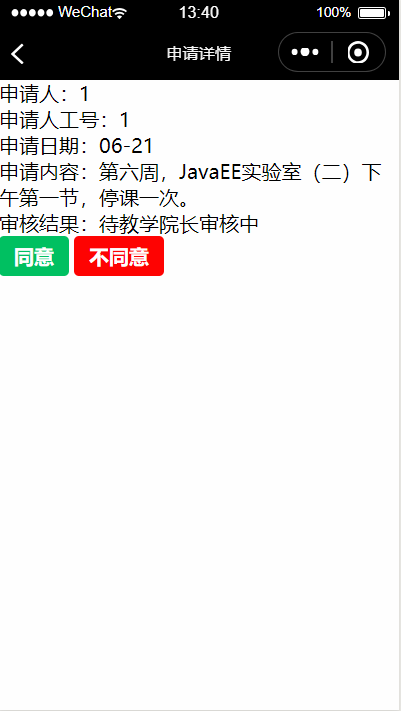 WeChat 13:40 100%
申请详情
申请人：1
申请人工号：1
申请日期：06-21
申请内容：第六周，JavaEE实验室（二）下
午第一节，停课一次。
审核结果：待教学院长审核中
同意 不同意